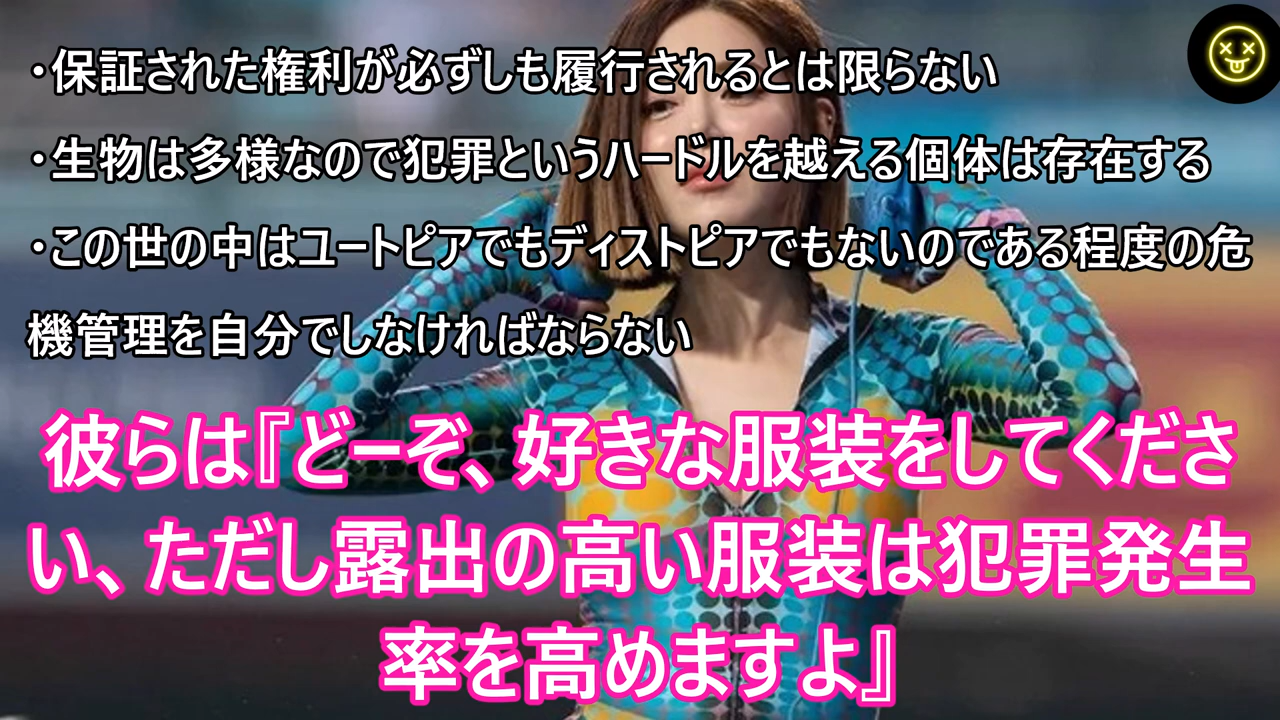 ・保証された権利が必ずしも履行されるとは限らない
・生物は多様なので犯罪というハードルを越える個体は存在する
・この世の中はユートピアでもディストピアでもないのである程度の危
機管理を自分でしなければならない
彼らは『どーぞ、好きな服装をしてくださ
い、ただし露出の高い服装は犯罪発生
率を高めますよ』